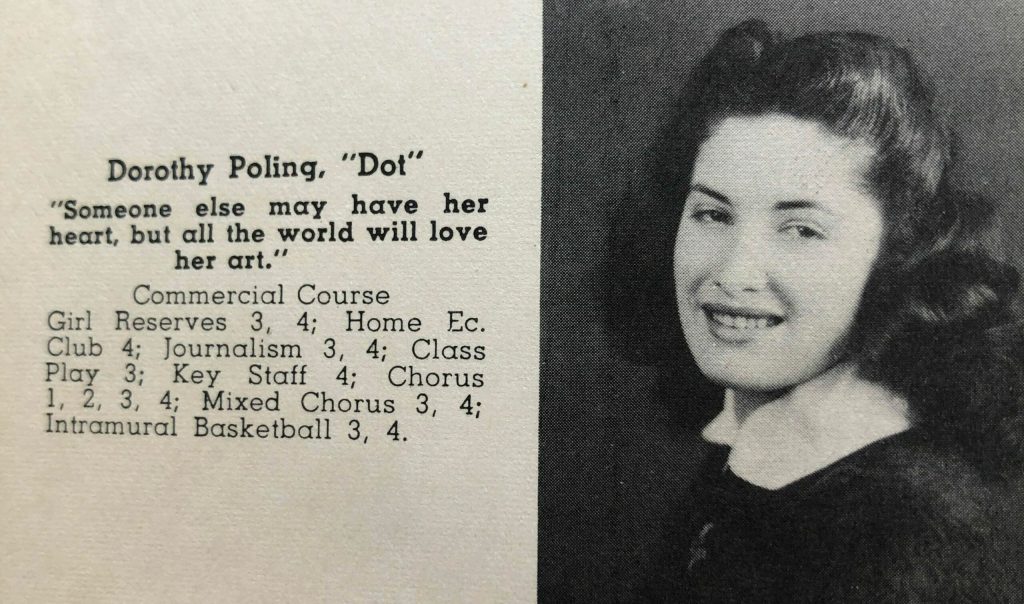 Dorothy Poling, "Dot"
"Someone else may have her
heart, but all the world will love
her art."
Commercial Course
Girl Reserves 3, 4; Home Ec.
Club 4; Journalism 3, 4; Class
Play 3; Key Staff 4; Chorus
1, 2, 3, 4; Mixed Chorus 3, 4;
Intramural Basketball 3, 4.